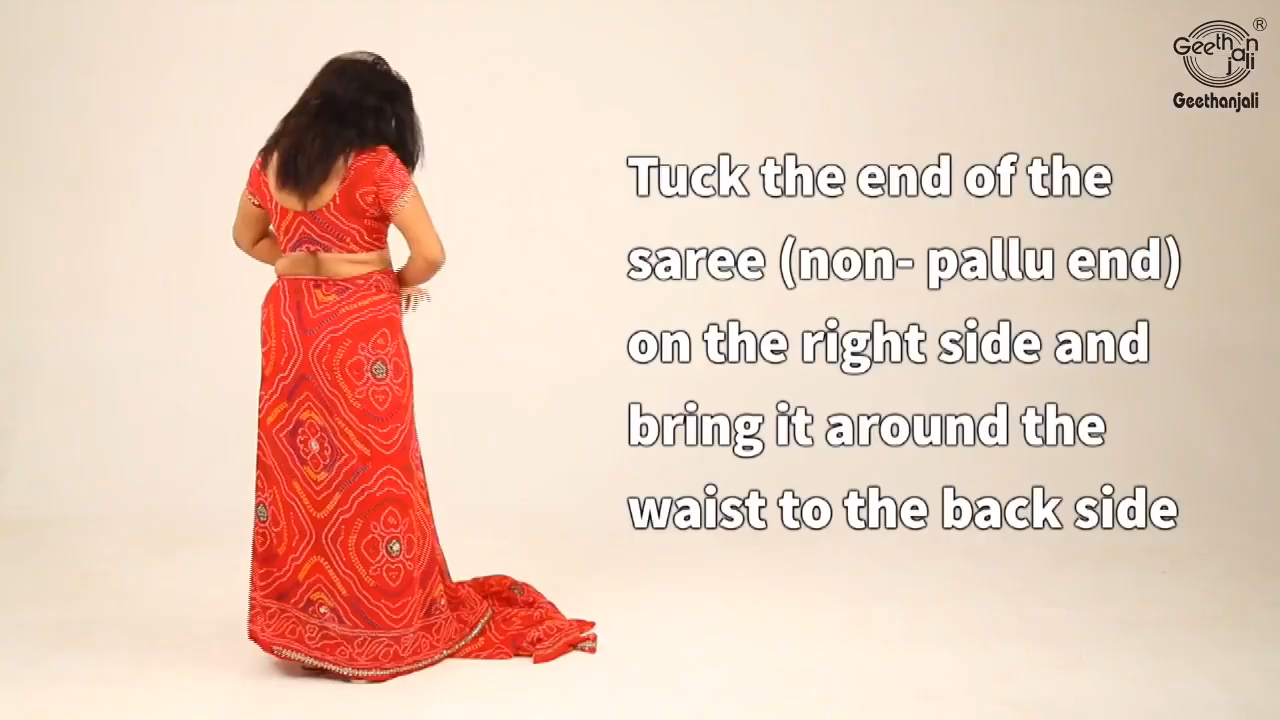 Geethanjali
®
Geethanjali
Tuck the end of the
saree (non- pallu end)
on the right side and
bring it around the
waist to the back side